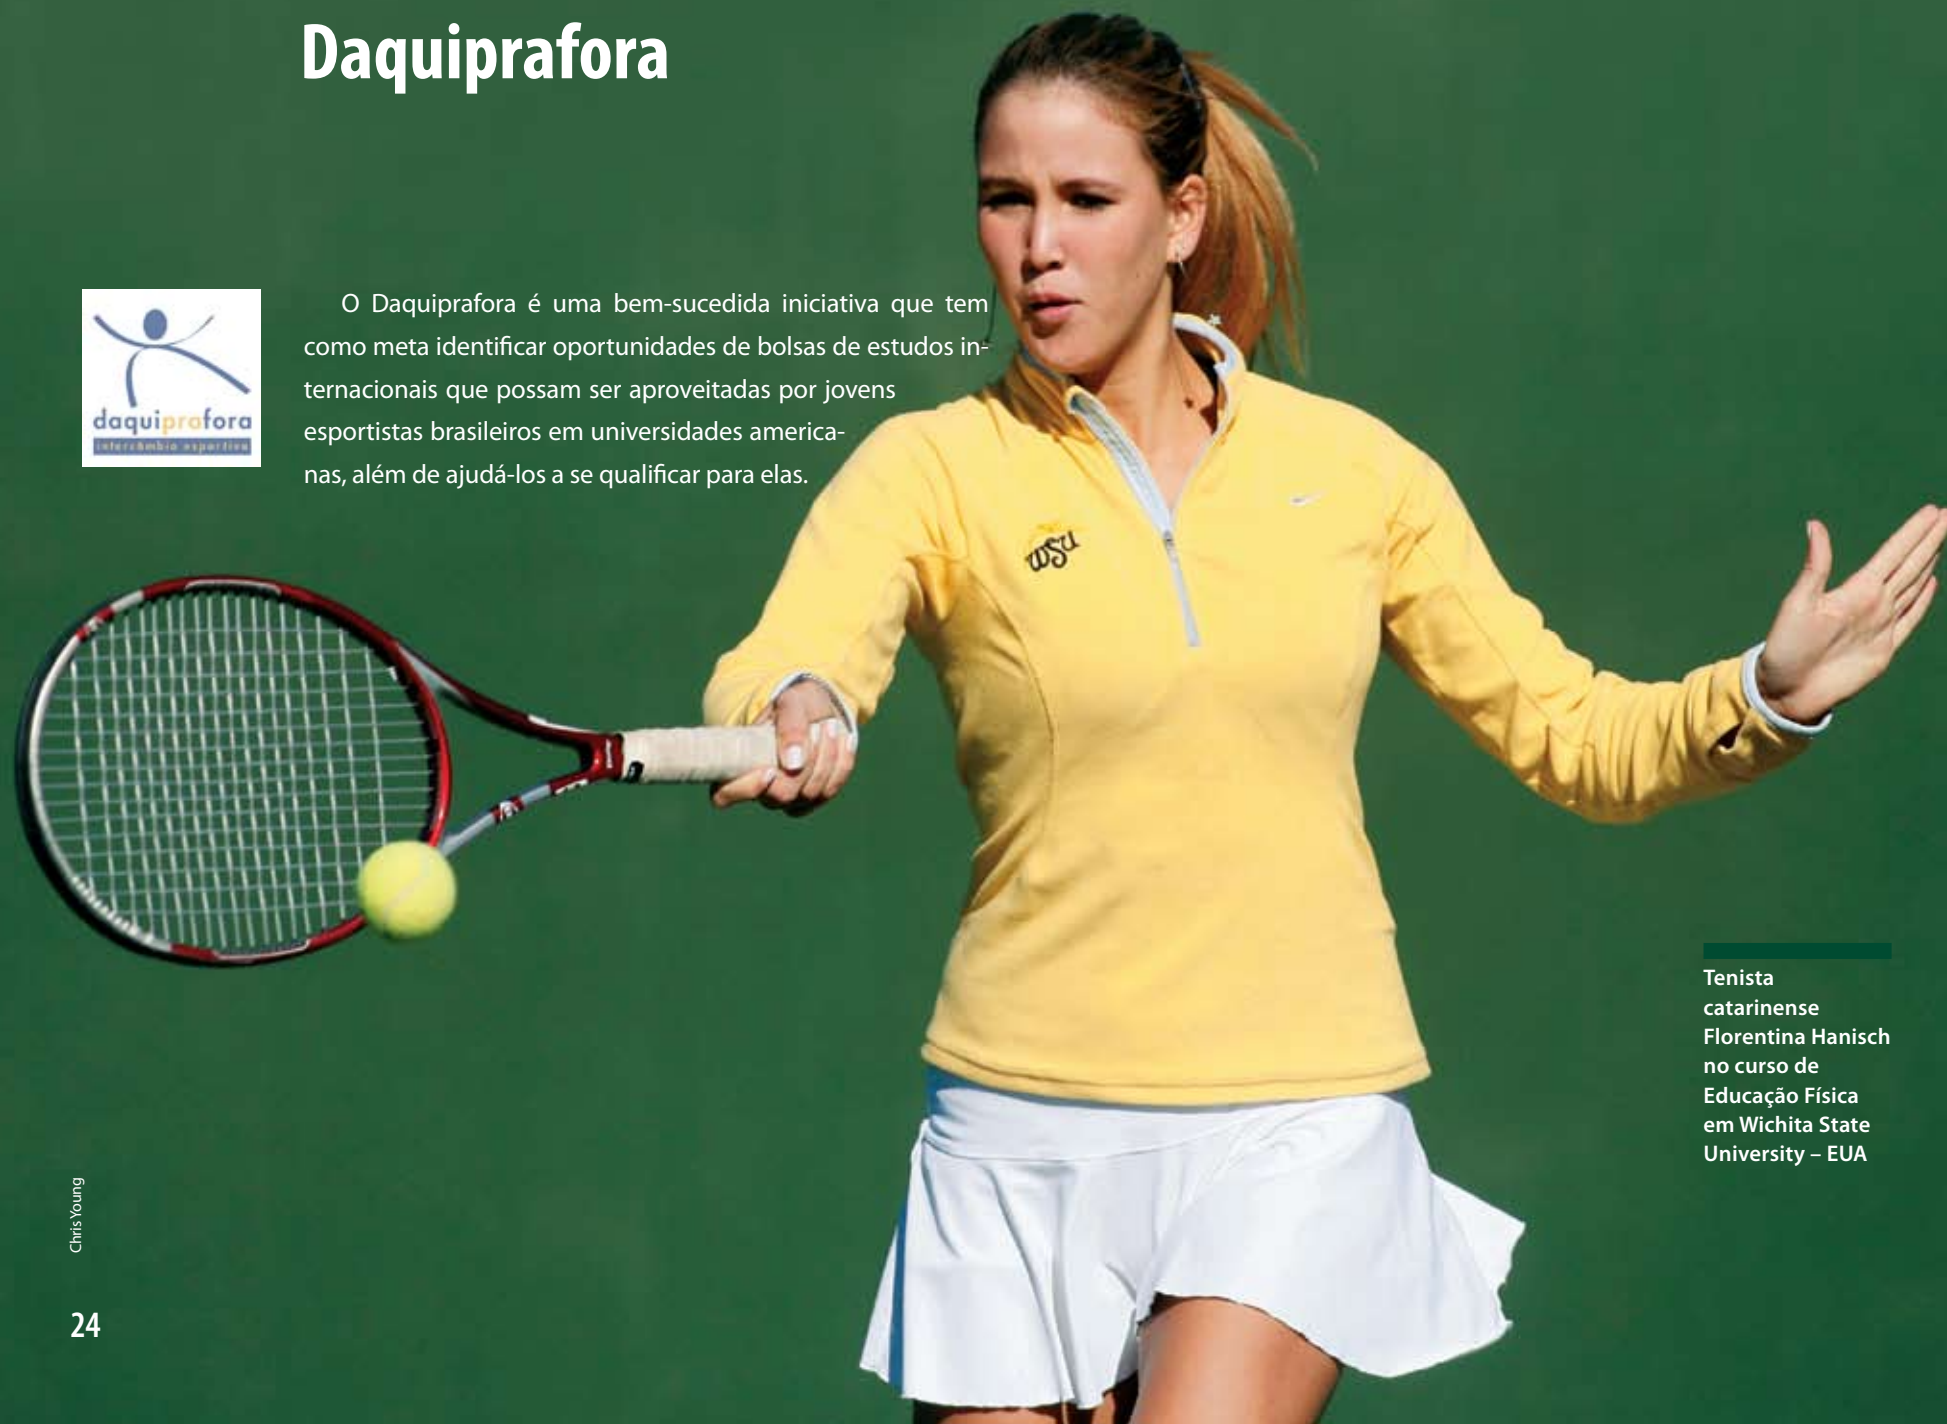 Daquiprafora
O Daquiprafora é uma bem-sucedida iniciativa que tem
como meta identificar oportunidades de bolsas de estudos in-
ternacionais que possam ser aproveitadas por jovens
esportistas brasileiros em universidades america-
nas, além de ajudá-los a se qualificar para elas.
daquiprafora
intercâmbio esportivo
WSU
Tenista
catarinense
Florentina Hanisch
no curso de
Educação Física
em Wichita State
University – EUA
Chris Young
24